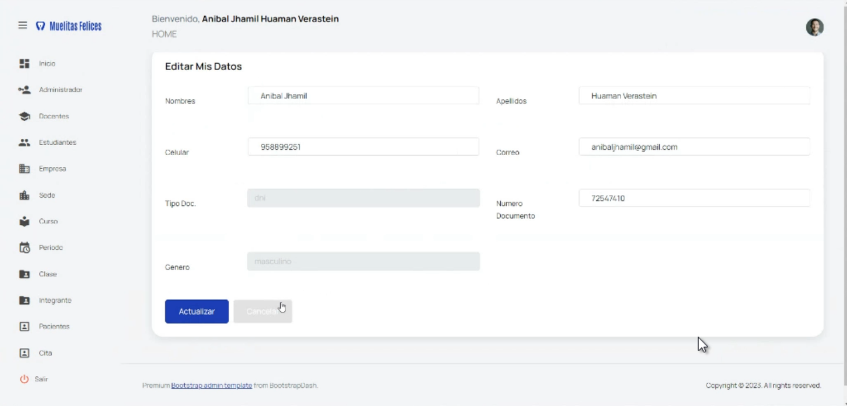 Muelitas Felices
Bienvenido, Anibal Jhamil Huaman Verastein
HOME
Inicio
Administrador
Docentes
Estudiantes
Empresa
Sede
Curso
Periodo
Clase
Integrante
Pacientes
Cita
Salir
Editar Mis Datos
Nombres
Anibal Jhamil
Apellidos
Huaman Verastein
Celular
958899251
Correo
anibaljhamil@gmail.com
Tipo Doc.
dni
Numero
Documento
72547410
Genero
masculino
Actualizar
Cancelar
Premium Bootstrap admin template from BootstrapDash.
Copyright © 2023. All rights reserved.